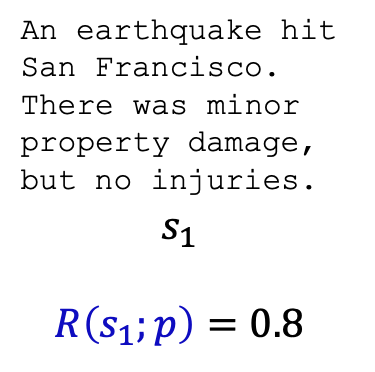 An earthquake hit
San Francisco.
There was minor
property damage,
but no injuries.
s₁
R(s₁; p) = 0.8